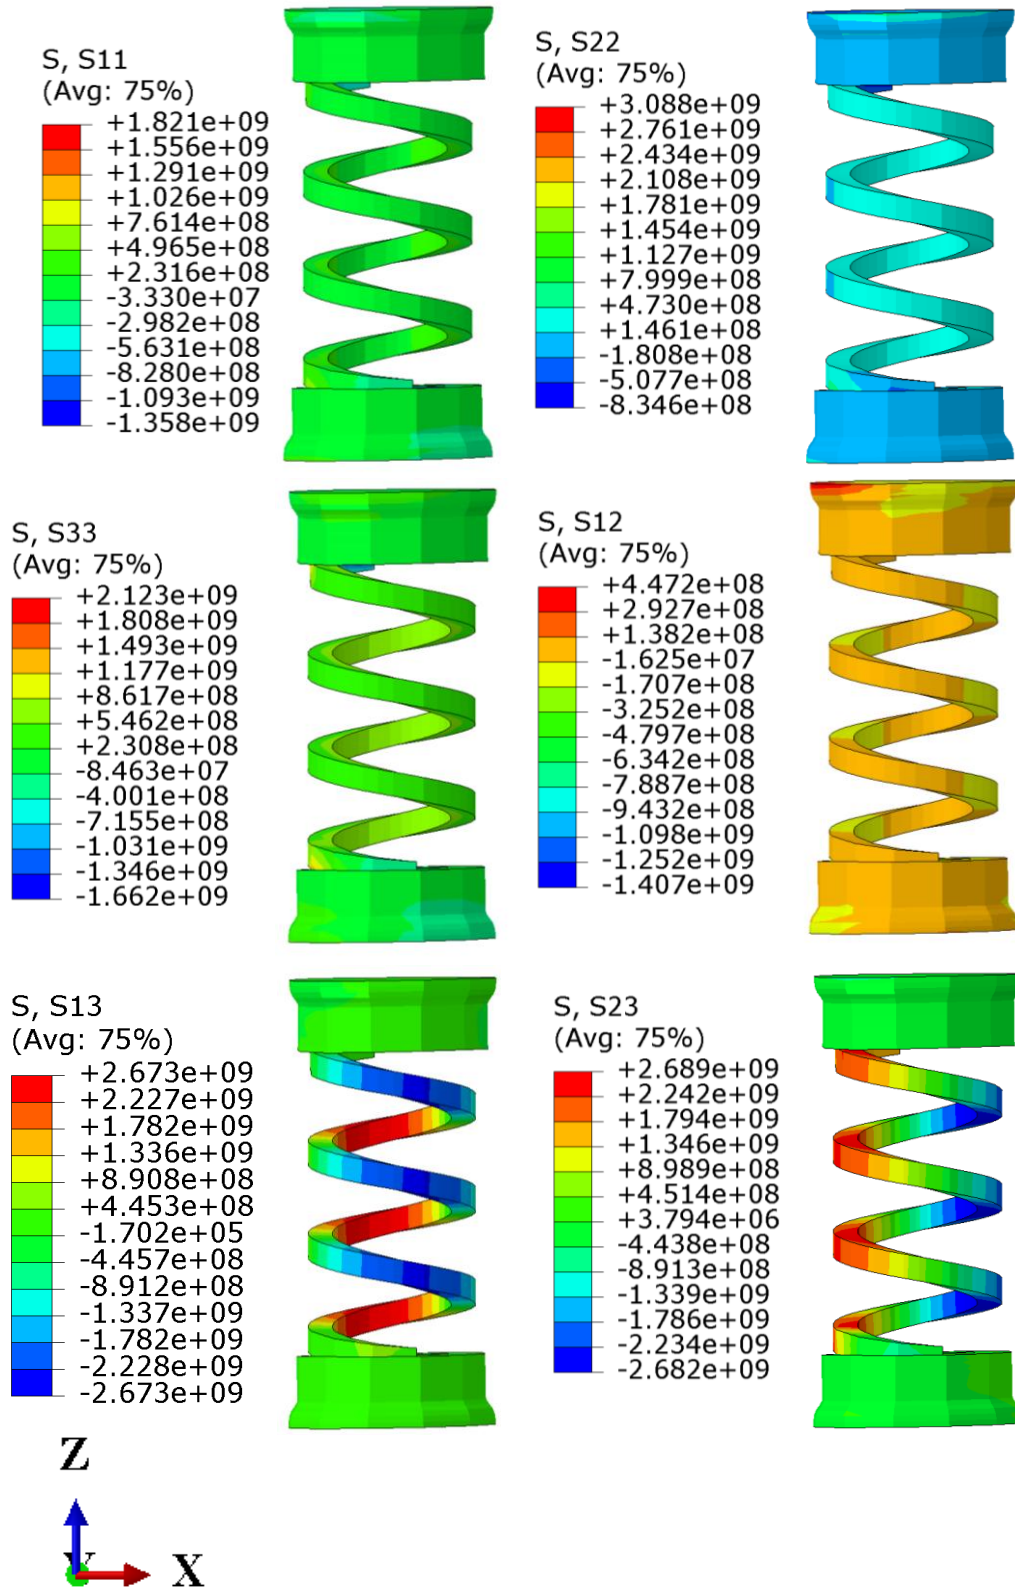 S, S11
(Avg: 75%)
+1.821e+09
+1.556e+09
+1.291e+09
+1.026e+09
+7.614e+08
+4.965e+08
+2.316e+08
-3.330e+07
-2.982e+08
-5.631e+08
-8.280e+08
-1.093e+09
-1.358e+09
S, S22
(Avg: 75%)
+3.088e+09
+2.761e+09
+2.434e+09
+2.108e+09
+1.781e+09
+1.454e+09
+1.127e+09
+7.999e+08
+4.730e+08
+1.461e+08
-1.808e+08
-5.077e+08
-8.346e+08
S, S33
(Avg: 75%)
+2.123e+09
+1.808e+09
+1.493e+09
+1.177e+09
+8.617e+08
+5.462e+08
+2.308e+08
-8.463e+07
-4.001e+08
-7.155e+08
-1.031e+09
-1.346e+09
-1.662e+09
S, S12
(Avg: 75%)
+4.472e+08
+2.927e+08
+1.382e+08
-1.625e+07
-1.707e+08
-3.252e+08
-4.797e+08
-6.342e+08
-7.887e+08
-9.432e+08
-1.098e+09
-1.252e+09
-1.407e+09
S, S13
(Avg: 75%)
+2.673e+09
+2.227e+09
+1.782e+09
+1.336e+09
+8.908e+08
+4.453e+08
-1.702e+05
-4.457e+08
-8.912e+08
-1.337e+09
-1.782e+09
-2.228e+09
-2.673e+09
S, S23
(Avg: 75%)
+2.689e+09
+2.242e+09
+1.794e+09
+1.346e+09
+8.989e+08
+4.514e+08
+3.794e+06
-4.438e+08
-8.913e+08
-1.339e+09
-1.786e+09
-2.234e+09
-2.682e+09
Z
Y
X